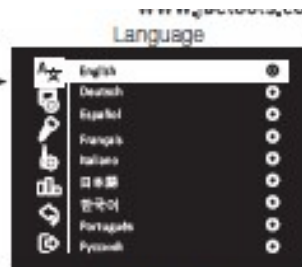 Language
English
Deutsch
Español
Français
Italiano
日本語
한국어
Português
Русский